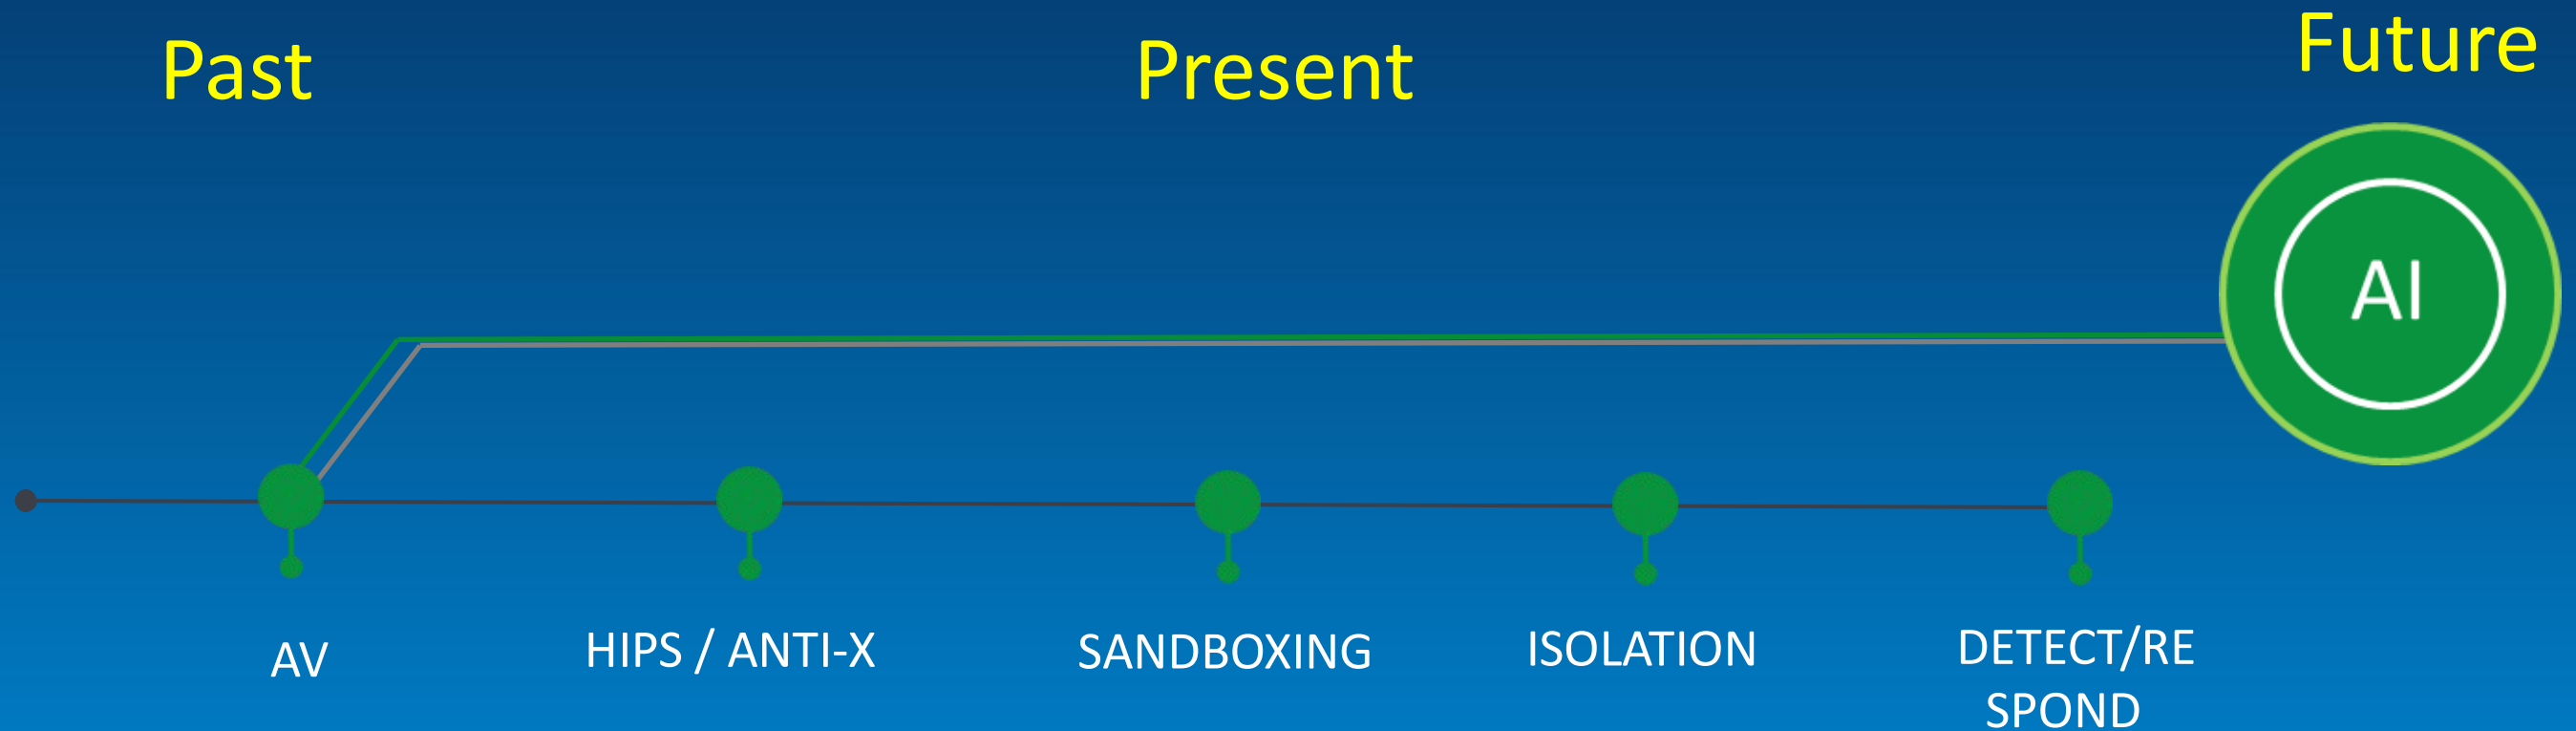 Past
Present
Future
AI
AV
HIPS / ANTI-X
SANDBOXING
ISOLATION
DETECT/RE
SPOND